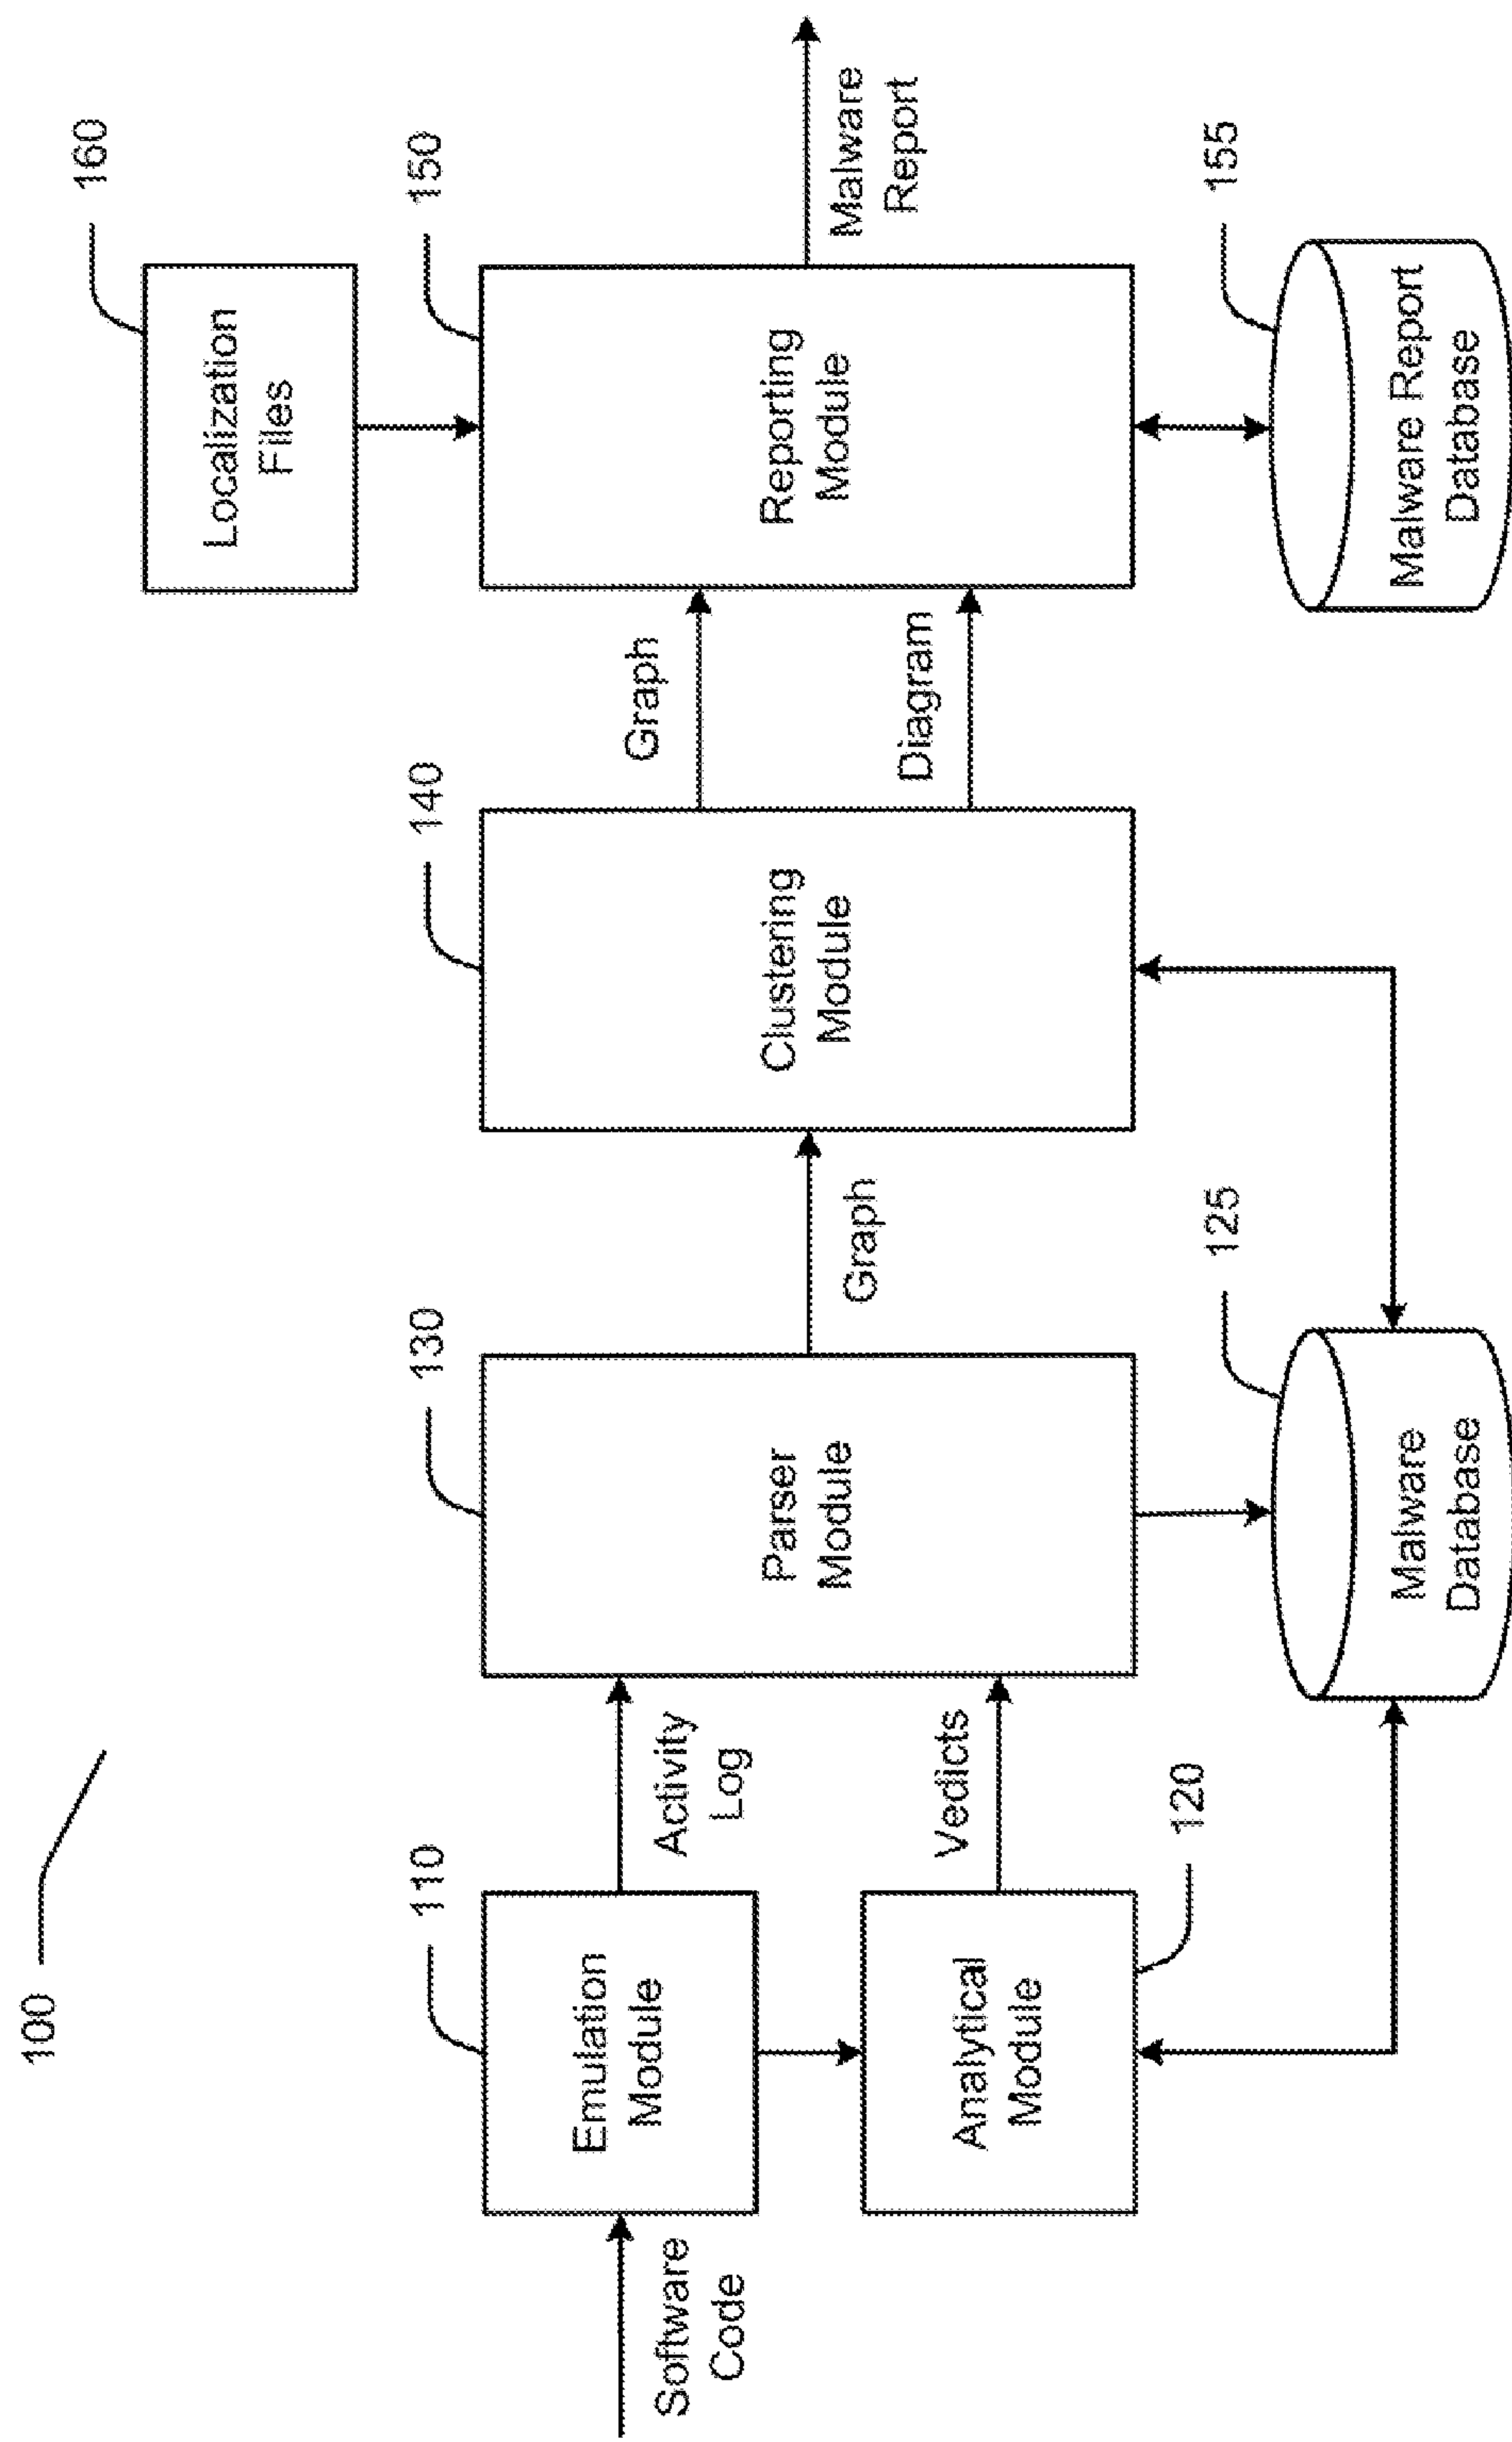 100
160
Localization
Files
110
130
140
150
Software
Code
Emulation
Module
Activity
Log
Parser
Module
Graph
Clustering
Module
Graph
Diagram
Reporting
Module
Malware
Report
Analytical
Module
Vedicts
120
125
Malware
Database
155
Malware Report
Database